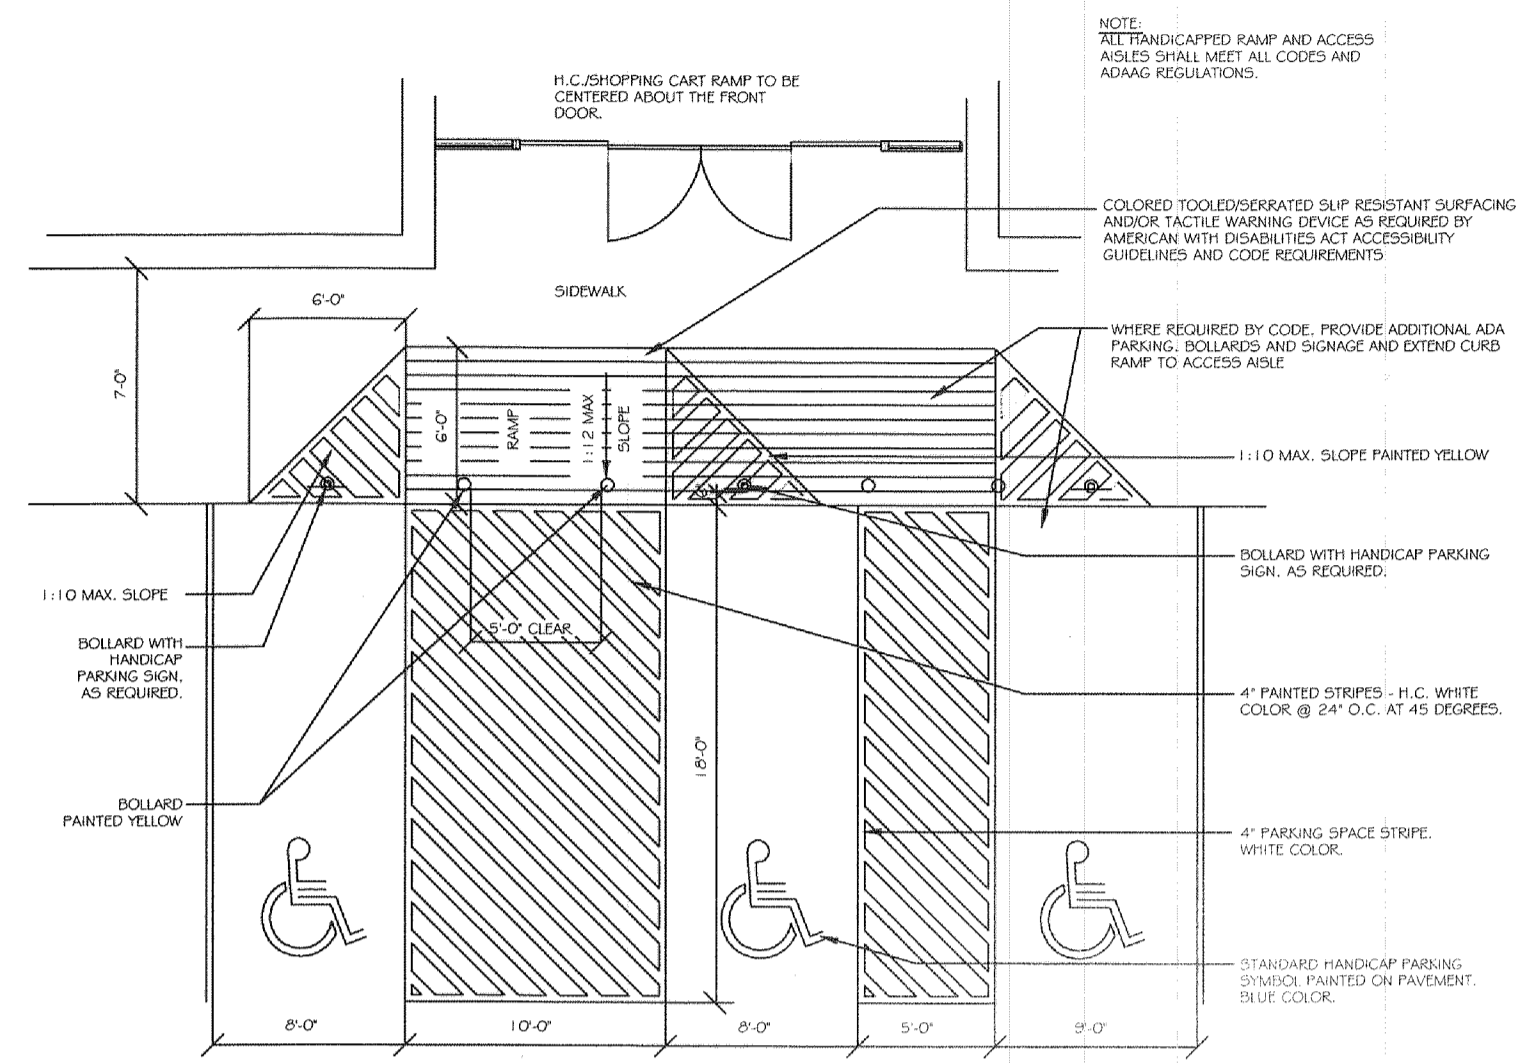 NOTE:
ALL HANDICAPPED RAMP AND ACCESS
AISLES SHALL MEET ALL CODES AND
ADAAG REGULATIONS.
H.C./SHOPPING CART RAMP TO BE
CENTERED ABOUT THE FRONT
DOOR.
COLORED TOOLED/SERRATED SLIP RESISTANT SURFACING
AND/OR TACTILE WARNING DEVICE AS REQUIRED BY
AMERICAN WITH DISABILITIES ACT ACCESSIBILITY
GUIDELINES AND CODE REQUIREMENTS
SIDEWALK
6'-0"
7'-0"
WHERE REQUIRED BY CODE, PROVIDE ADDITIONAL ADA
PARKING, BOLLARDS AND SIGNAGE AND EXTEND CURB
RAMP TO ACCESS AISLE
6'-0"
RAMP
1:12 MAX
SLOPE
1:10 MAX. SLOPE PAINTED YELLOW
BOLLARD WITH HANDICAP PARKING
SIGN, AS REQUIRED.
1:10 MAX. SLOPE
5'-0" CLEAR
BOLLARD WITH
HANDICAP
PARKING SIGN,
AS REQUIRED.
4" PAINTED STRIPES - H.C. WHITE
COLOR @ 24" O.C. AT 45 DEGREES.
18'-0"
BOLLARD
PAINTED YELLOW
4" PARKING SPACE STRIPE.
WHITE COLOR.
STANDARD HANDICAP PARKING
SYMBOL PAINTED ON PAVEMENT.
BLUE COLOR.
8'-0"
10'-0"
8'-0"
5'-0"
9'-0"